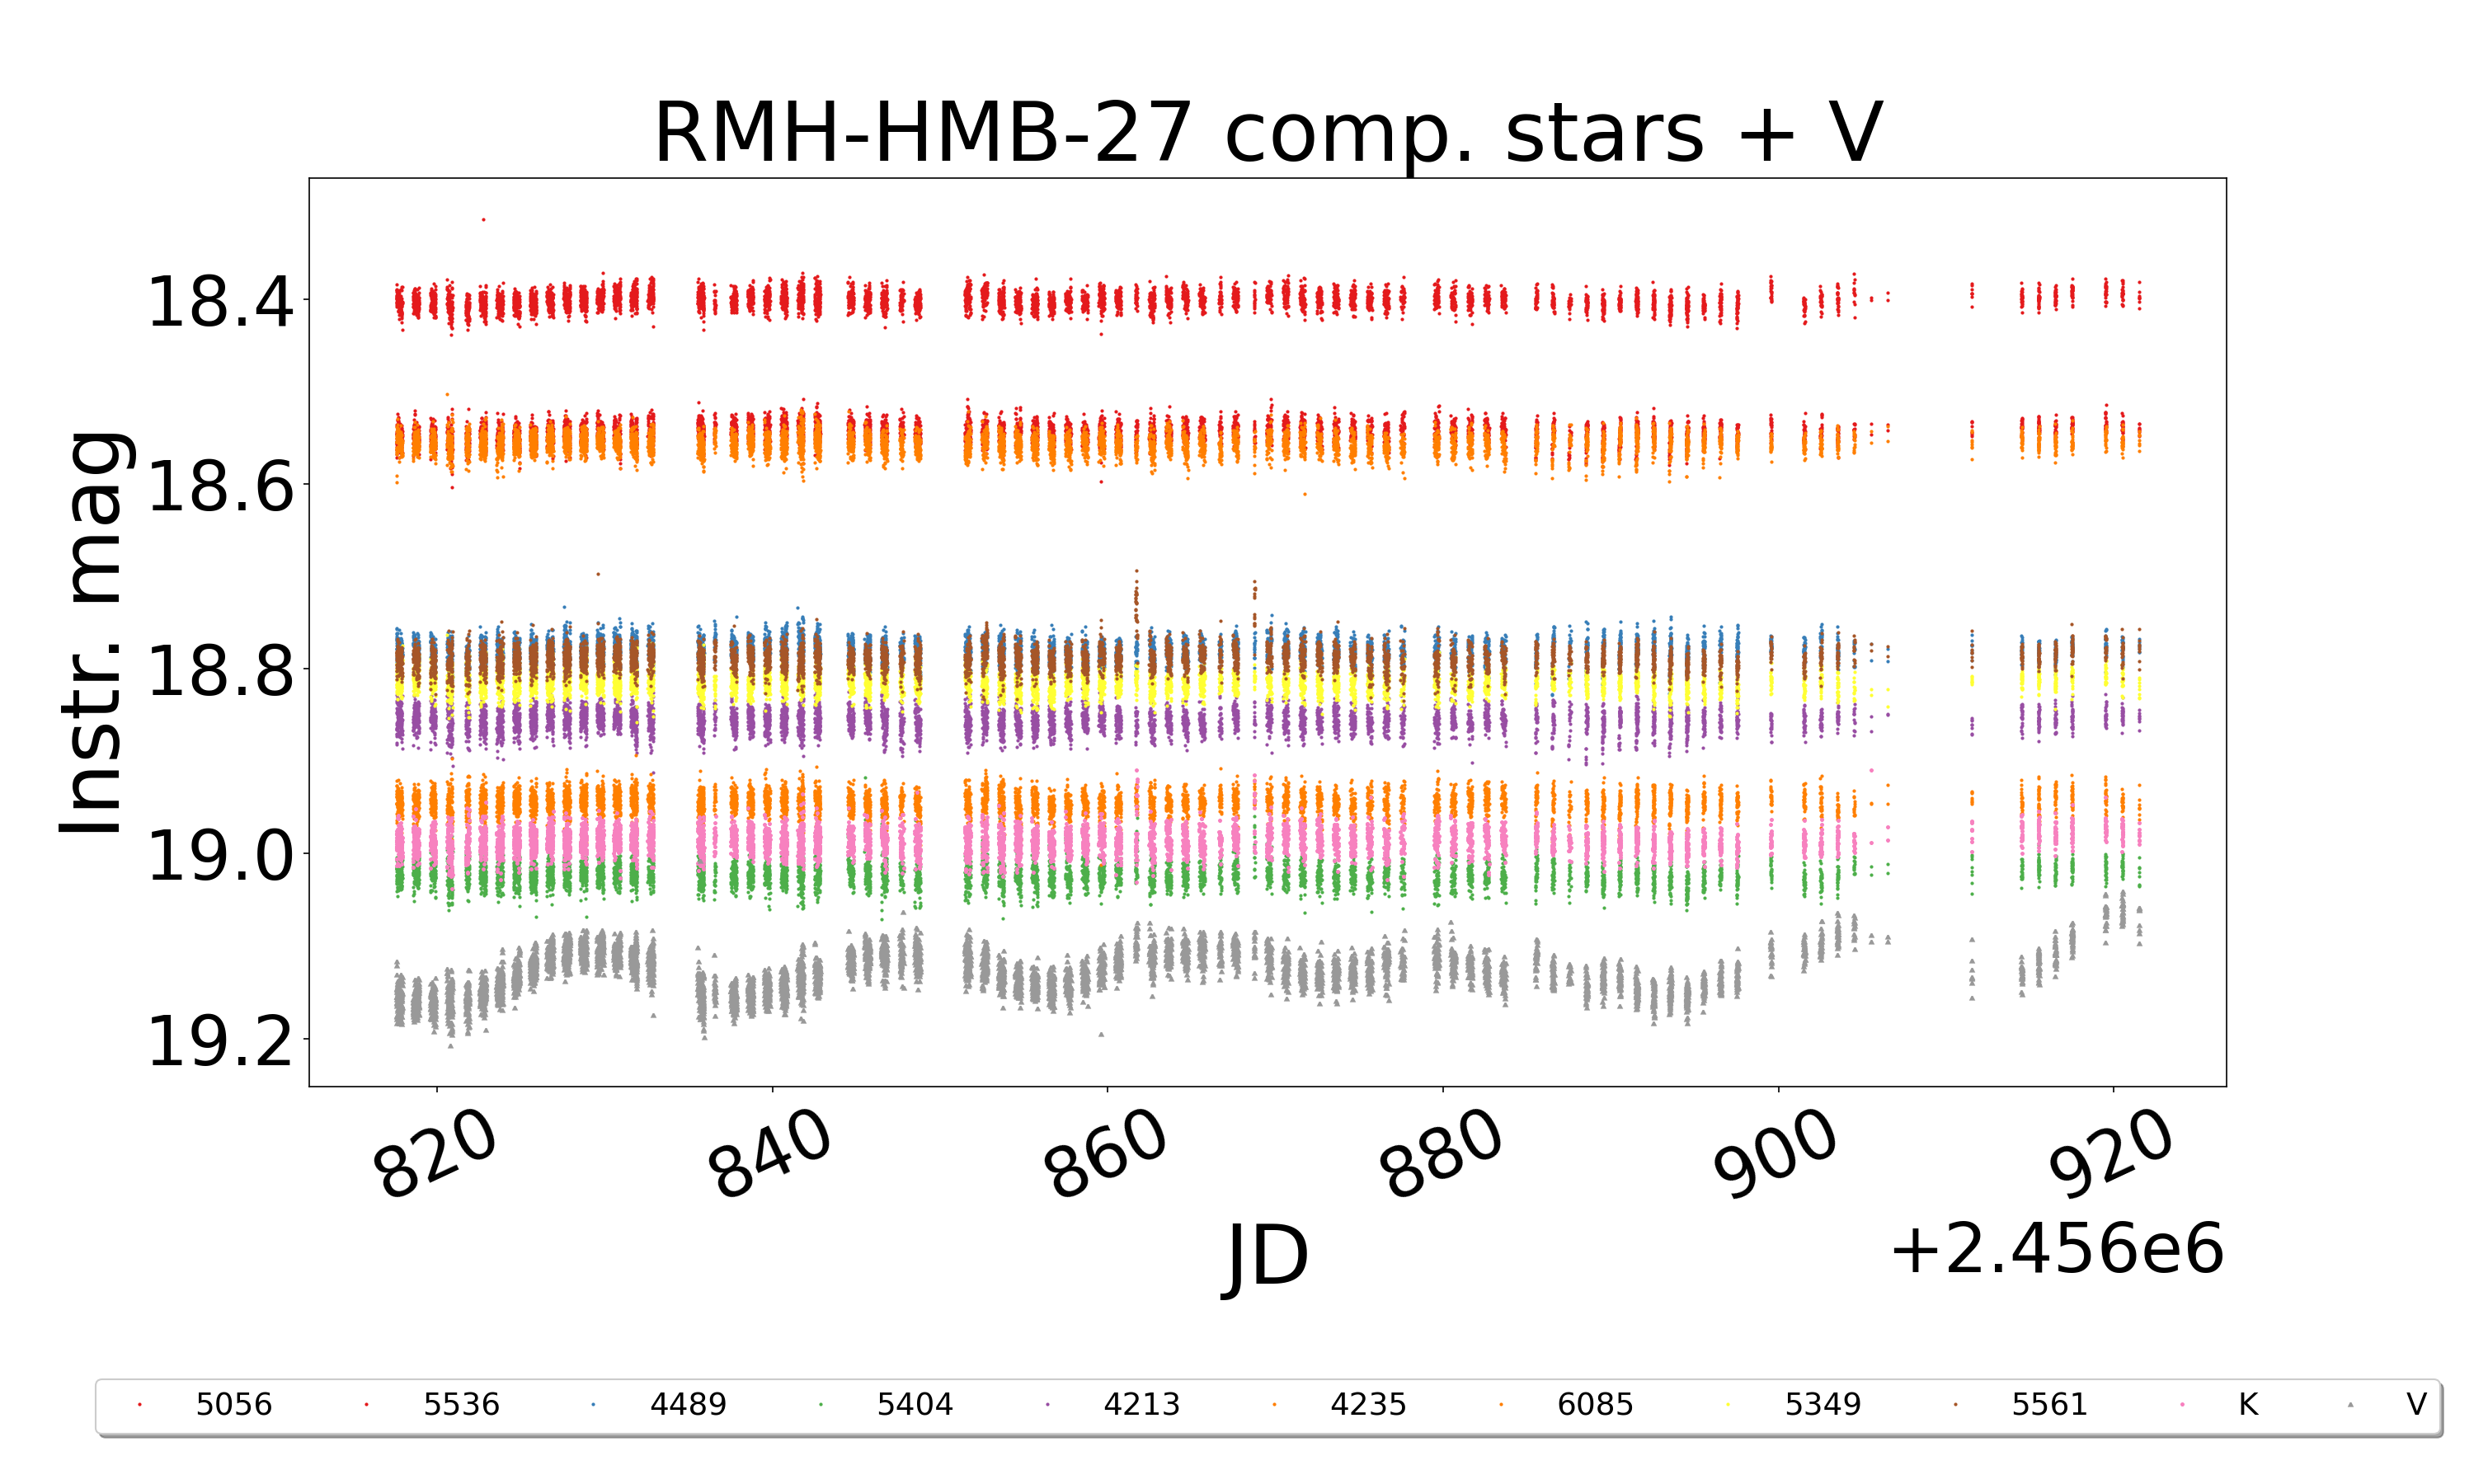 RMH-HMB-27 comp. stars + V
Instr. mag
18.4
18.6
18.8
19.0
19.2
820 840 860 880 900 920
JD
+2.456e6
5056 5536 4489 5404 4213 4235 6085 5349 5561 K V